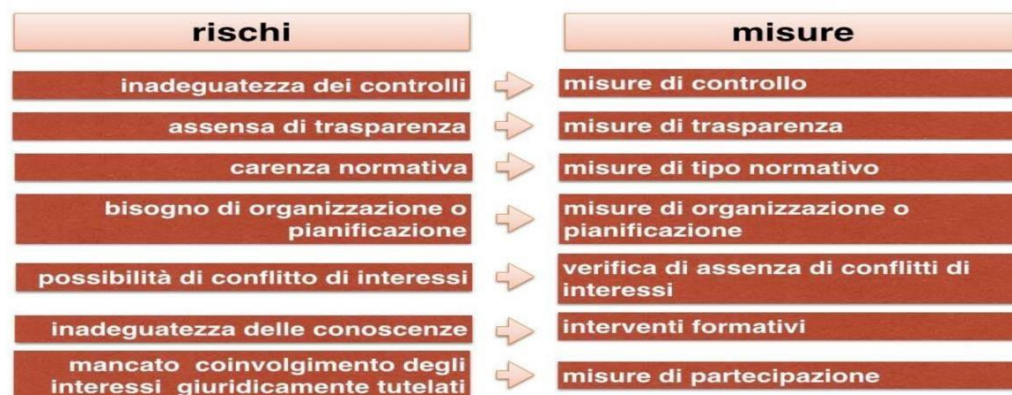 rischi
misure
inadeguatezza dei controlli
misure di controllo
assensa di trasparenza
misure di trasparenza
carenza normativa
misure di tipo normativo
bisogno di organizzazione o
pianificazione
misure di organizzazione o
pianificazione
possibilità di conflitto di interessi
verifica di assenza di conflitti di
interessi
inadeguatezza delle conoscenze
interventi formativi
mancato coinvolgimento degli
interessi giuridicamente tutelati
misure di partecipazione